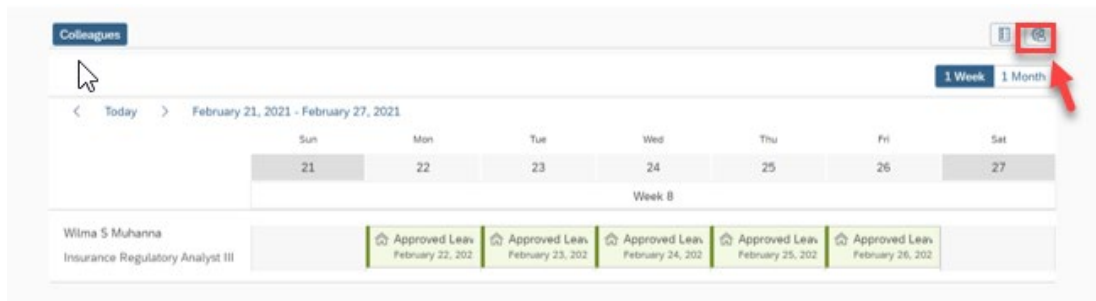 Colleagues
1 Week 1 Month
Today February 21, 2021 - February 27, 2021
Sun Mon Tue Wed Thu Fri Sat
21 22 23 24 25 26 27
Week 8
Wilma S Muhanna
Insurance Regulatory Analyst III
Approved Leav Approved Leav Approved Leav Approved Leav Approved Leav
February 22, 202 February 23, 202 February 24, 202 February 25, 202 February 26, 202